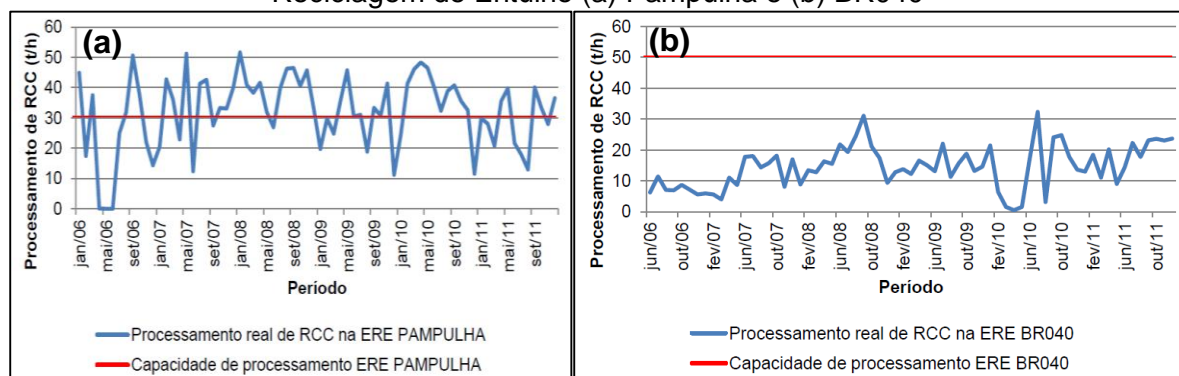 Reciclagem de Entulho (a) Pampulha e (b) BR040
(a)
Processamento de RCC (t/h)
60
50
40
30
20
10
0
jan/06
mai/06
set/06
jan/07
mai/07
set/07
jan/08
mai/08
set/08
jan/09
mai/09
set/09
jan/10
mai/10
set/10
jan/11
mai/11
set/11
Período
Processamento real de RCC na ERE PAMPULHA
Capacidade de processamento ERE PAMPULHA
(b)
Processamento de RCC (t/h)
60
50
40
30
20
10
0
jun/06
out/06
fev/07
jun/07
out/07
fev/08
jun/08
out/08
fev/09
jun/09
out/09
fev/10
jun/10
out/10
fev/11
jun/11
out/11
Período
Processamento real de RCC na ERE BR040
Capacidade de processamento ERE BR040